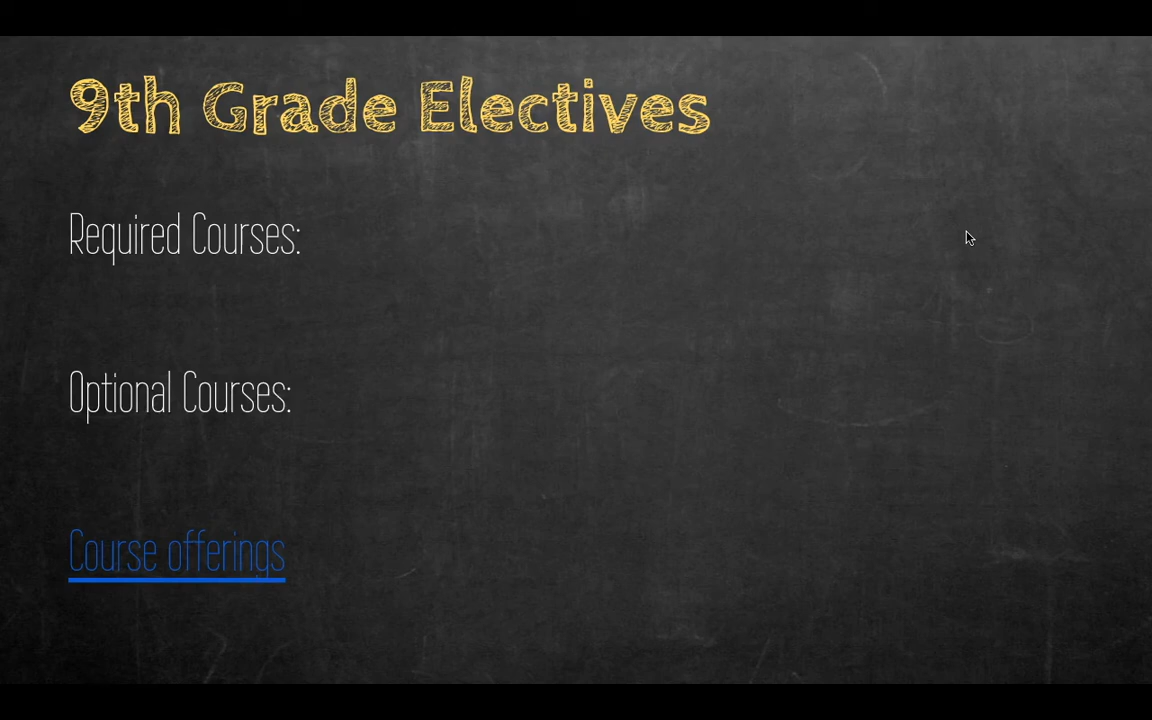 9th Grade Electives
Required Courses:
Optional Courses:
Course offerings